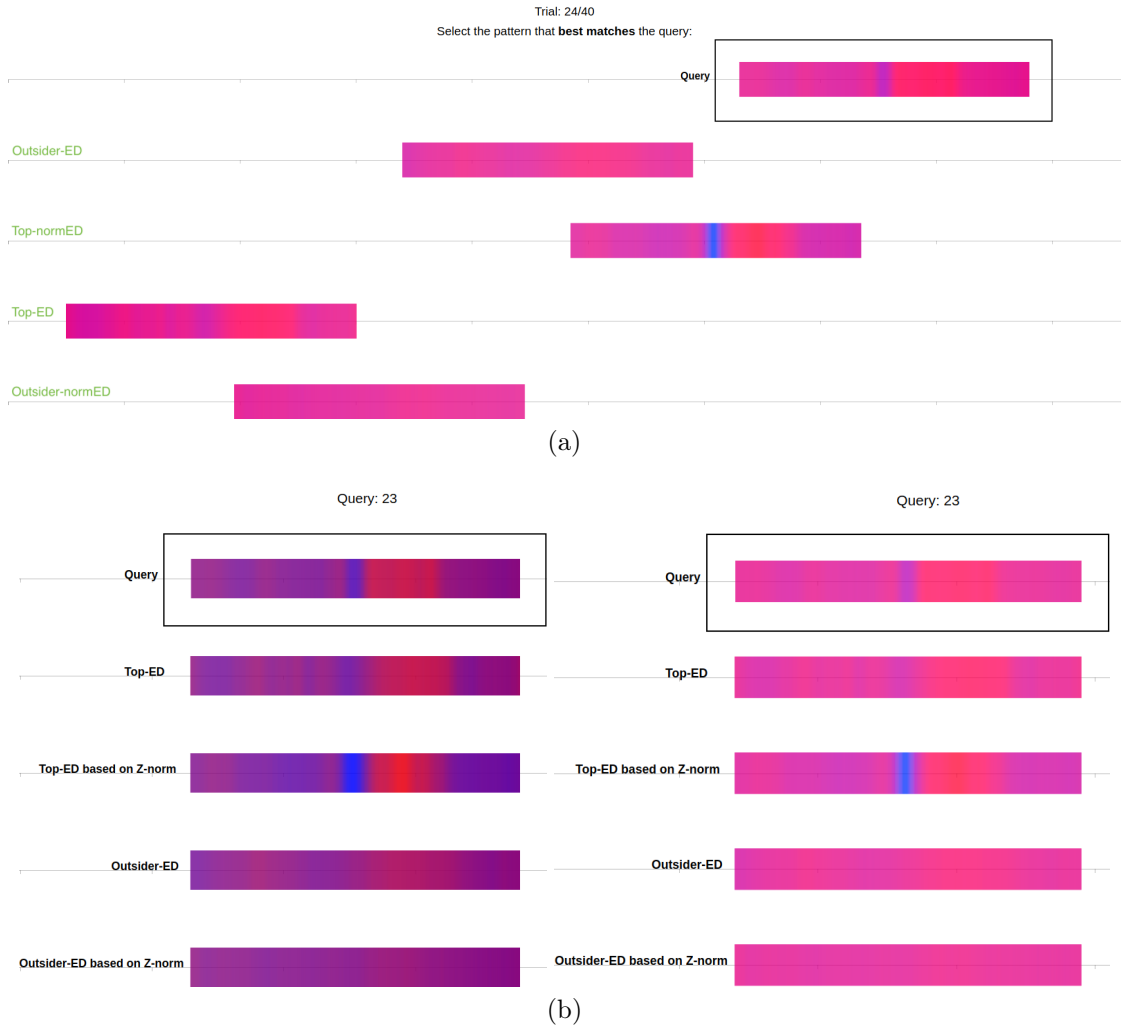 Trial: 24/40
Select the pattern that best matches the query:
Query
Outsider-ED
Top-normED
Top-ED
Outsider-normED
(a)
Query: 23
Query
Top-ED
Top-ED based on Z-norm
Outsider-ED
Outsider-ED based on Z-norm
Query: 23
Query
Top-ED
Top-ED based on Z-norm
Outsider-ED
Outsider-ED based on Z-norm
(b)